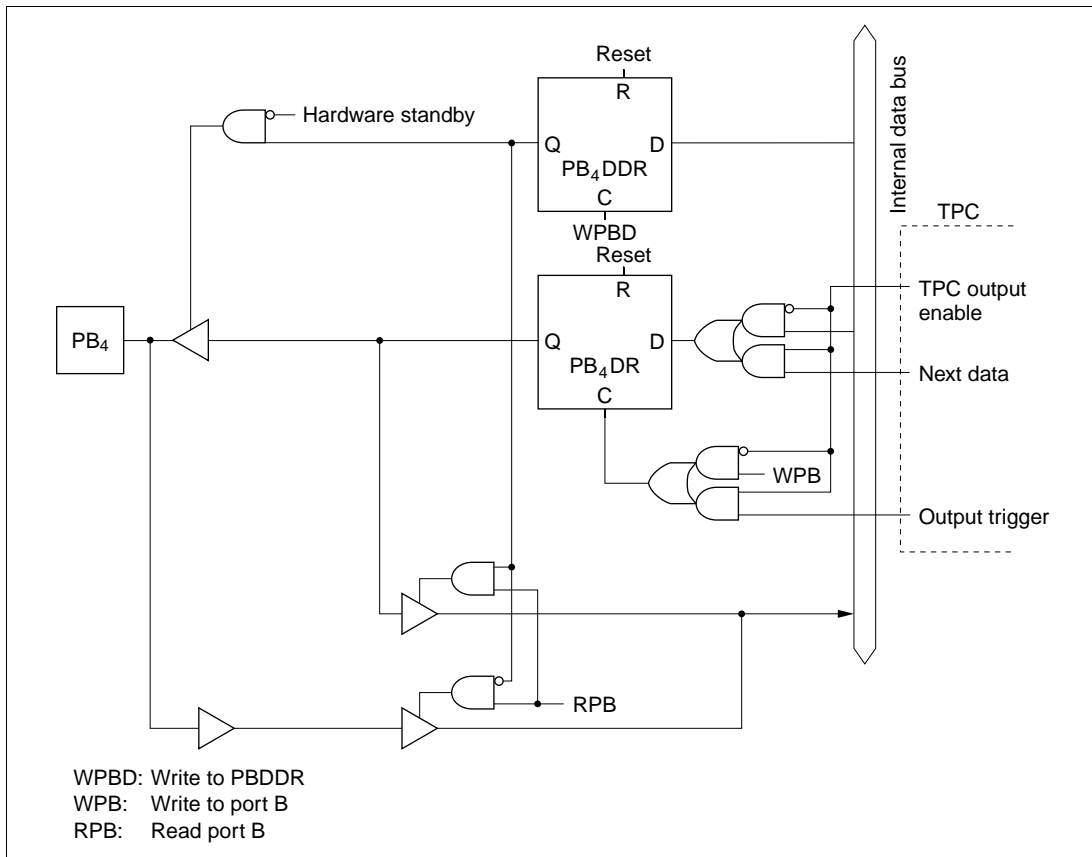 Reset
R
Hardware standby
Q
D
PB₄DDR
C
WPBD
Internal data bus
TPC
Reset
R
TPC output
enable
PB₄
Q
D
PB₄DR
C
Next data
WPB
Output trigger
RPB
WPBD: Write to PBDDR
WPB: Write to port B
RPB: Read port B